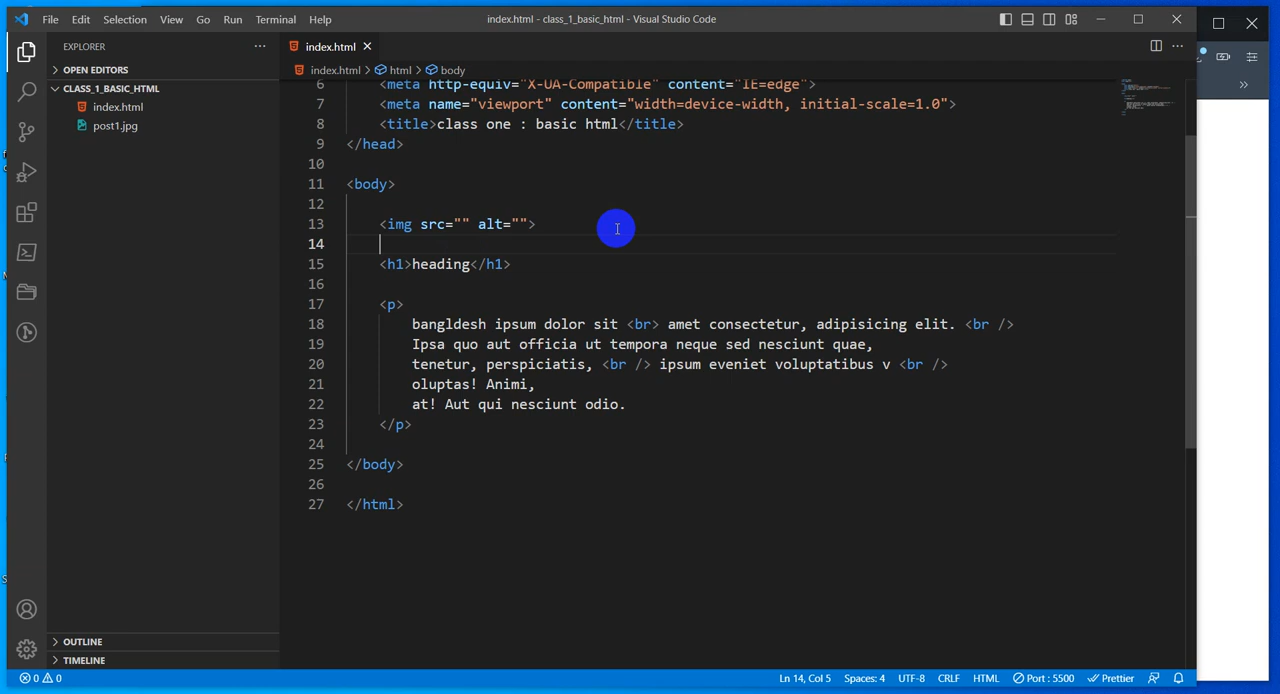 File Edit Selection View Go Run Terminal Help
index.html - class_1_basic_html - Visual Studio Code
EXPLORER
OPEN EDITORS
CLASS_1_BASIC_HTML
index.html
post1.jpg
OUTLINE
TIMELINE
index.html
index.html > html > body
6 <meta http-equiv="X-UA-Compatible" content="IE=edge">
7 <meta name="viewport" content="width=device-width, initial-scale=1.0">
8 <title>class one : basic html</title>
9 </head>
10
11 <body>
12
13 <img src="" alt="">
14
15 <h1>heading</h1>
16
17 <p>
18 bangldesh ipsum dolor sit <br> amet consectetur, adipisicing elit. <br />
19 Ipsa quo aut officia ut tempora neque sed nesciunt quae,
20 tenetur, perspiciatis, <br /> ipsum eveniet voluptatibus v <br />
21 oluptas! Animi,
22 at! Aut qui nesciunt odio.
23 </p>
24
25 </body>
26
27 </html>
0 0 Ln 14, Col 5 Spaces: 4 UTF-8 CRLF HTML Port : 5500 Prettier